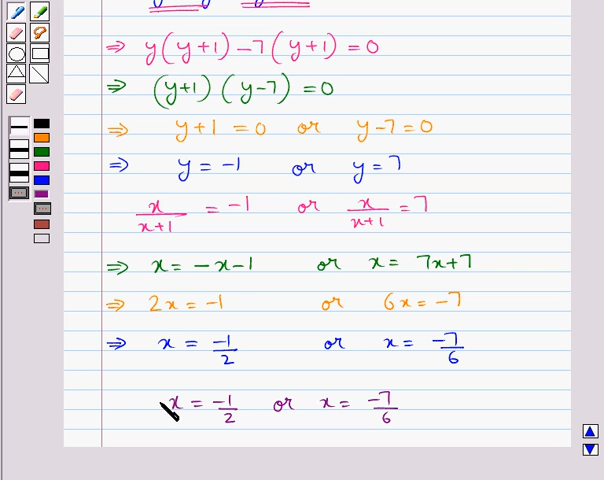 ⇒ y(y+1) -7(y+1) = 0
⇒ (y+1)(y-7) = 0
⇒ y+1 = 0 or y-7 = 0
⇒ y = -1 or y = 7
x/(x+1) = -1 or x/(x+1) = 7
⇒ x = -x-1 or x = 7x+7
⇒ 2x = -1 or 6x = -7
⇒ x = -1/2 or x = -7/6
x = -1/2 or x = -7/6